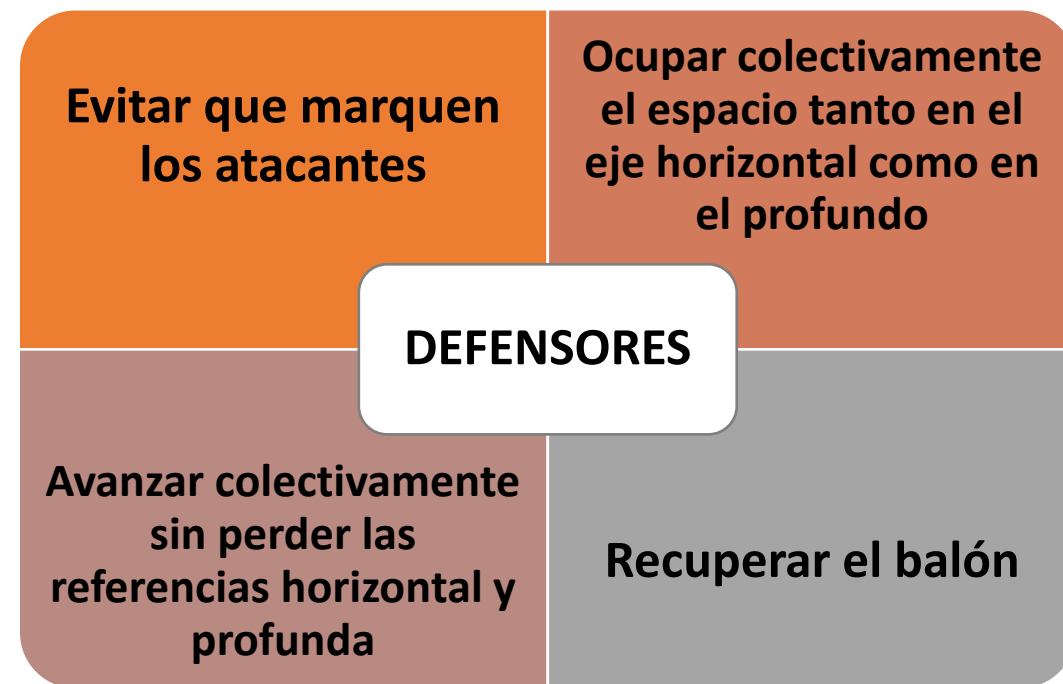 Evitar que marquen
los atacantes
Ocupar colectivamente
el espacio tanto en el
eje horizontal como en
el profundo
DEFENSORES
Avanzar colectivamente
sin perder las
referencias horizontal y
profunda
Recuperar el balón